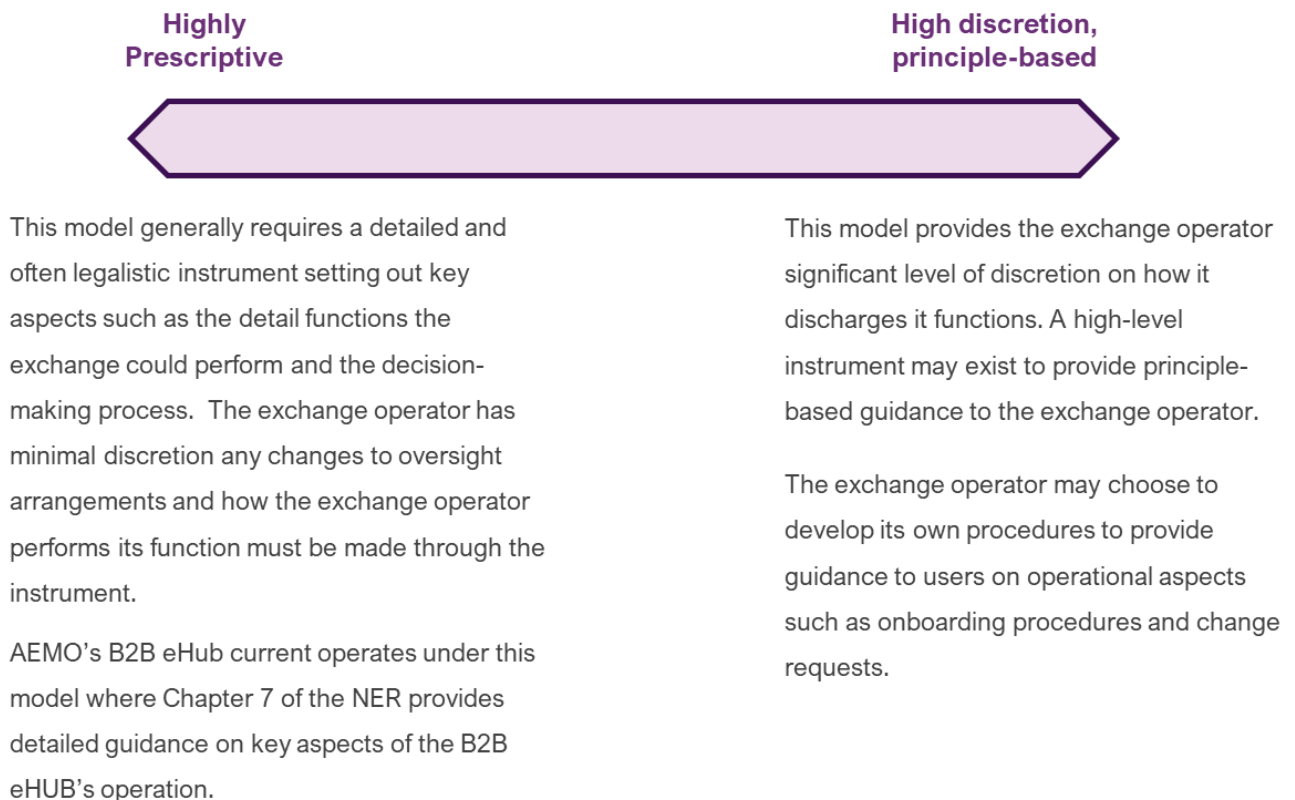 Highly
Prescriptive
High discretion,
principle-based
This model generally requires a detailed and
often legalistic instrument setting out key
aspects such as the detail functions the
exchange could perform and the decision-
making process.  The exchange operator has
minimal discretion any changes to oversight
arrangements and how the exchange operator
performs its function must be made through the
instrument.
AEMO’s B2B eHub current operates under this
model where Chapter 7 of the NER provides
detailed guidance on key aspects of the B2B
eHUB’s operation.
This model provides the exchange operator
significant level of discretion on how it
discharges it functions. A high-level
instrument may exist to provide principle-
based guidance to the exchange operator.
The exchange operator may choose to
develop its own procedures to provide
guidance to users on operational aspects
such as onboarding procedures and change
requests.